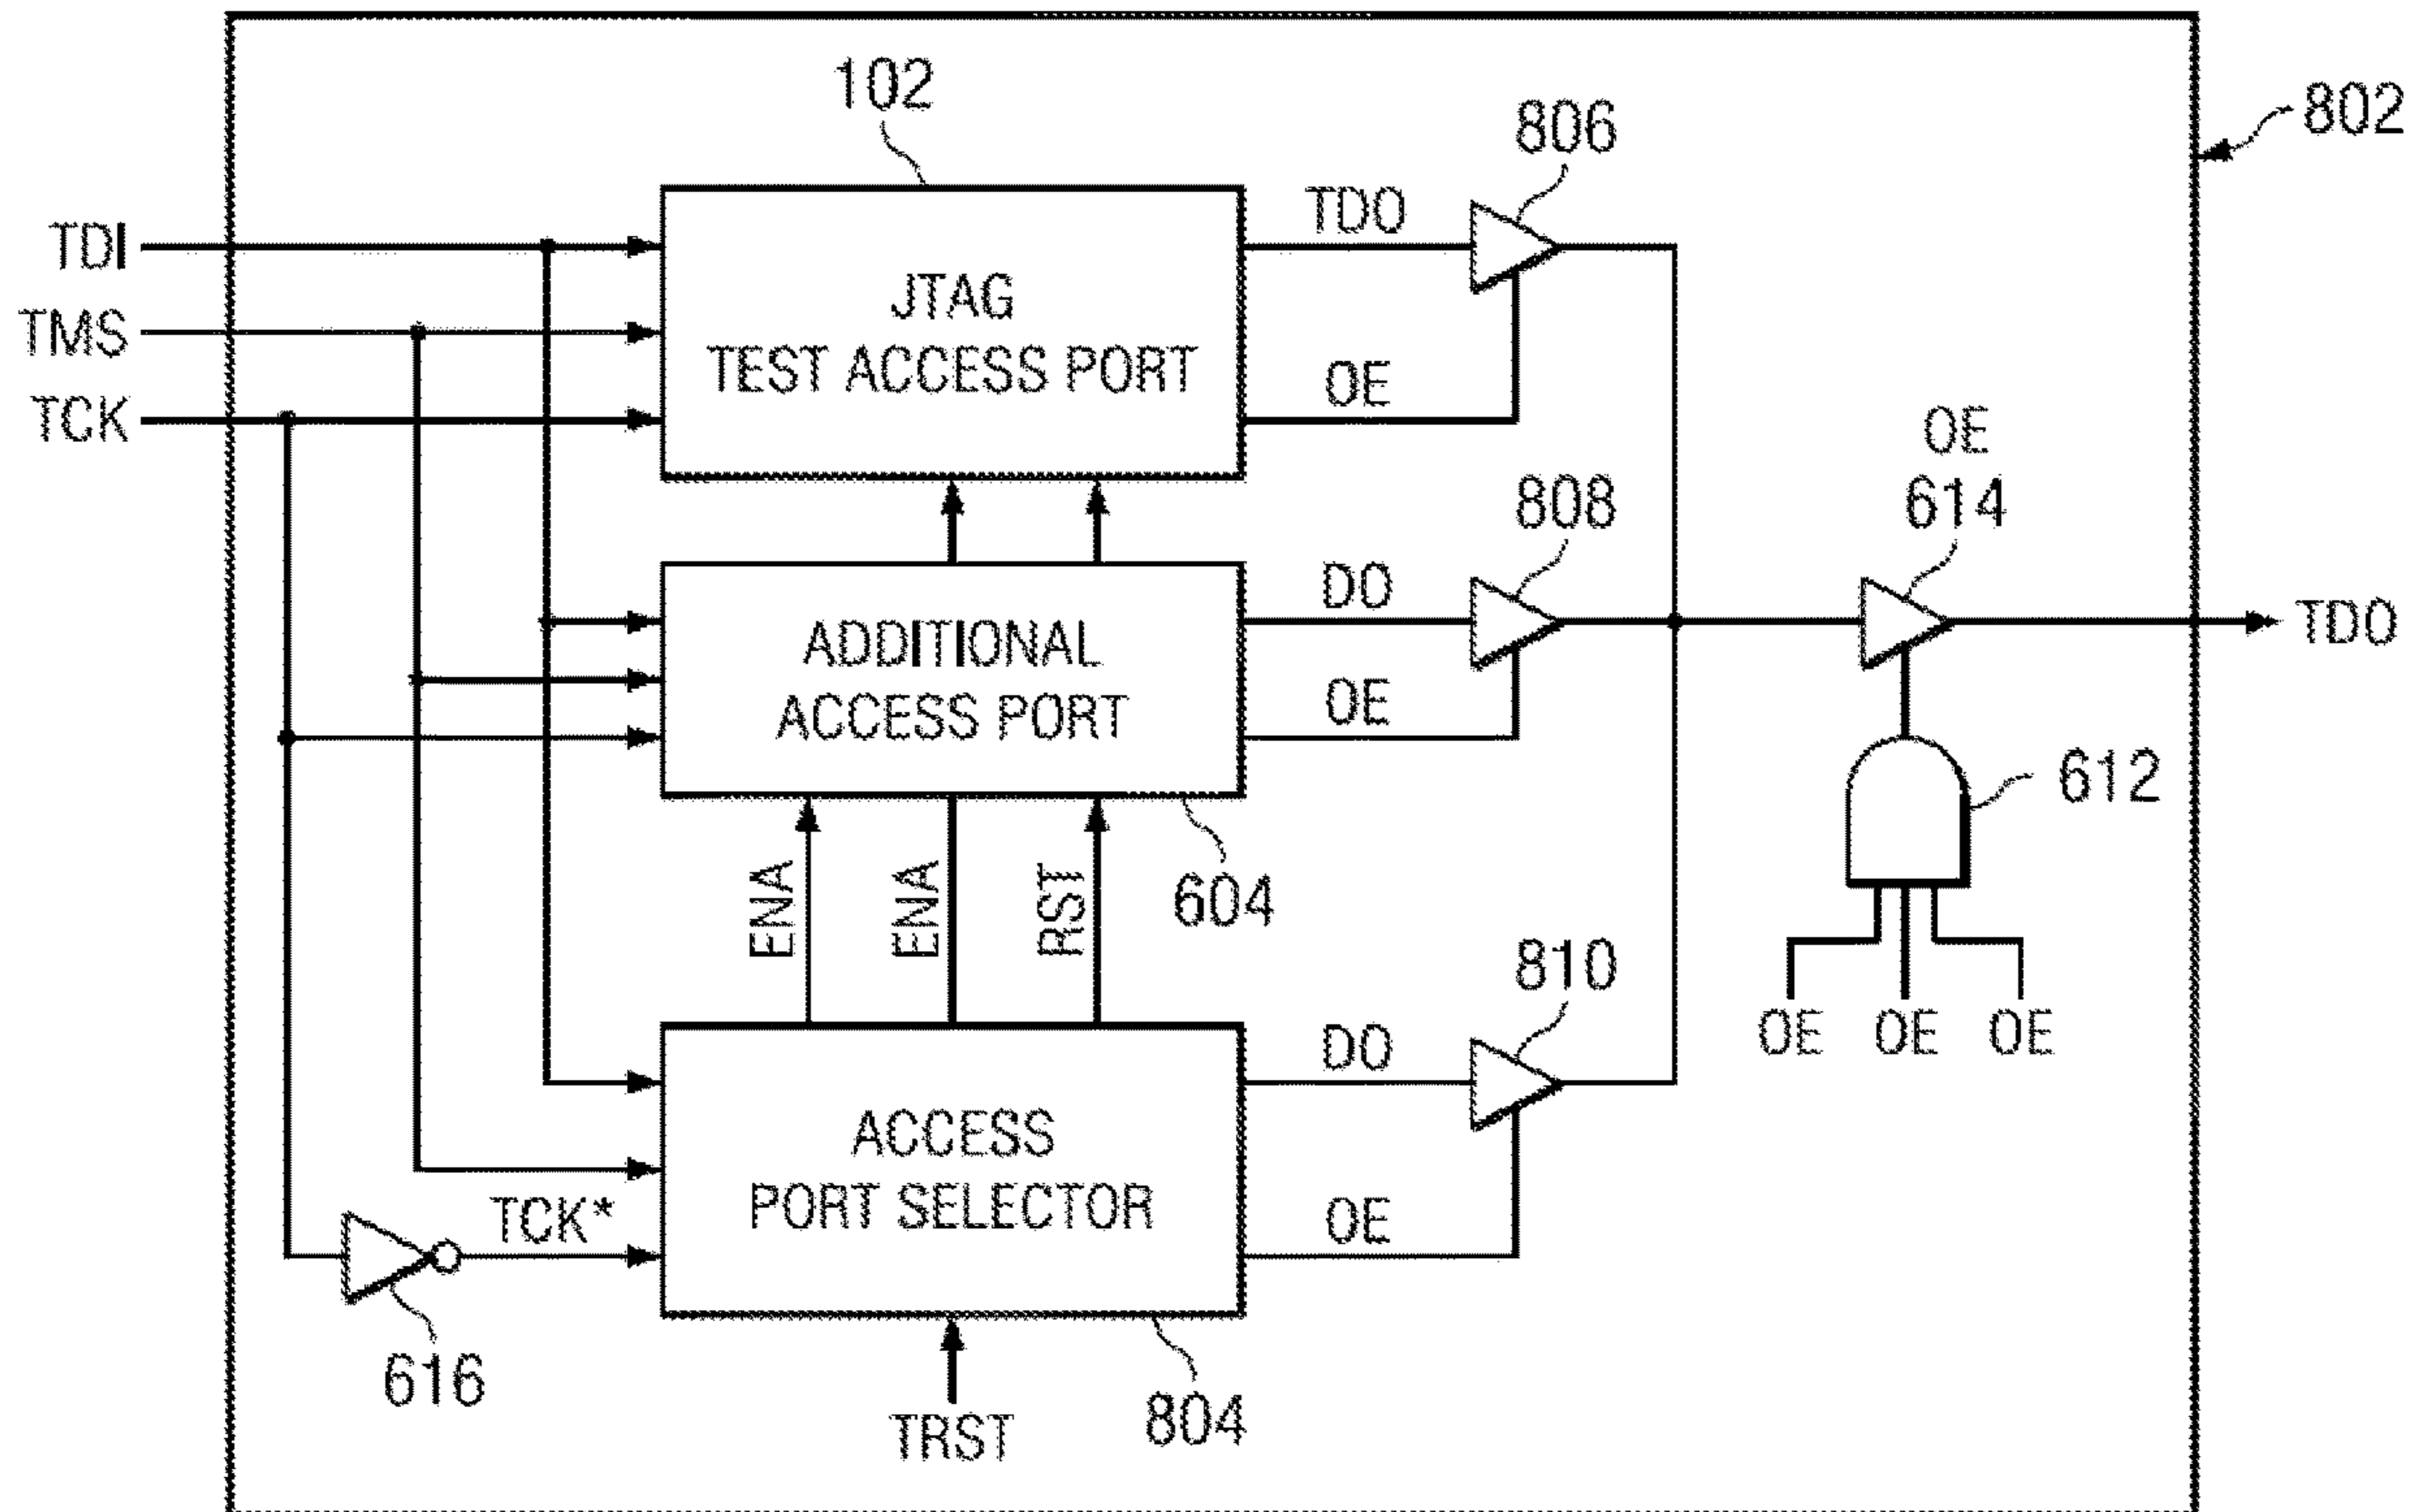 102
806
802
TDI
TDO
JTAG
TEST ACCESS PORT
TMS
OE
TCK
OE
614
808
DO
TDO
ADDITIONAL
ACCESS PORT
OE
612
ENA
ENA
RST
604
810
OE
OE
OE
DO
ACCESS
PORT SELECTOR
TCK*
OE
616
TRST
804